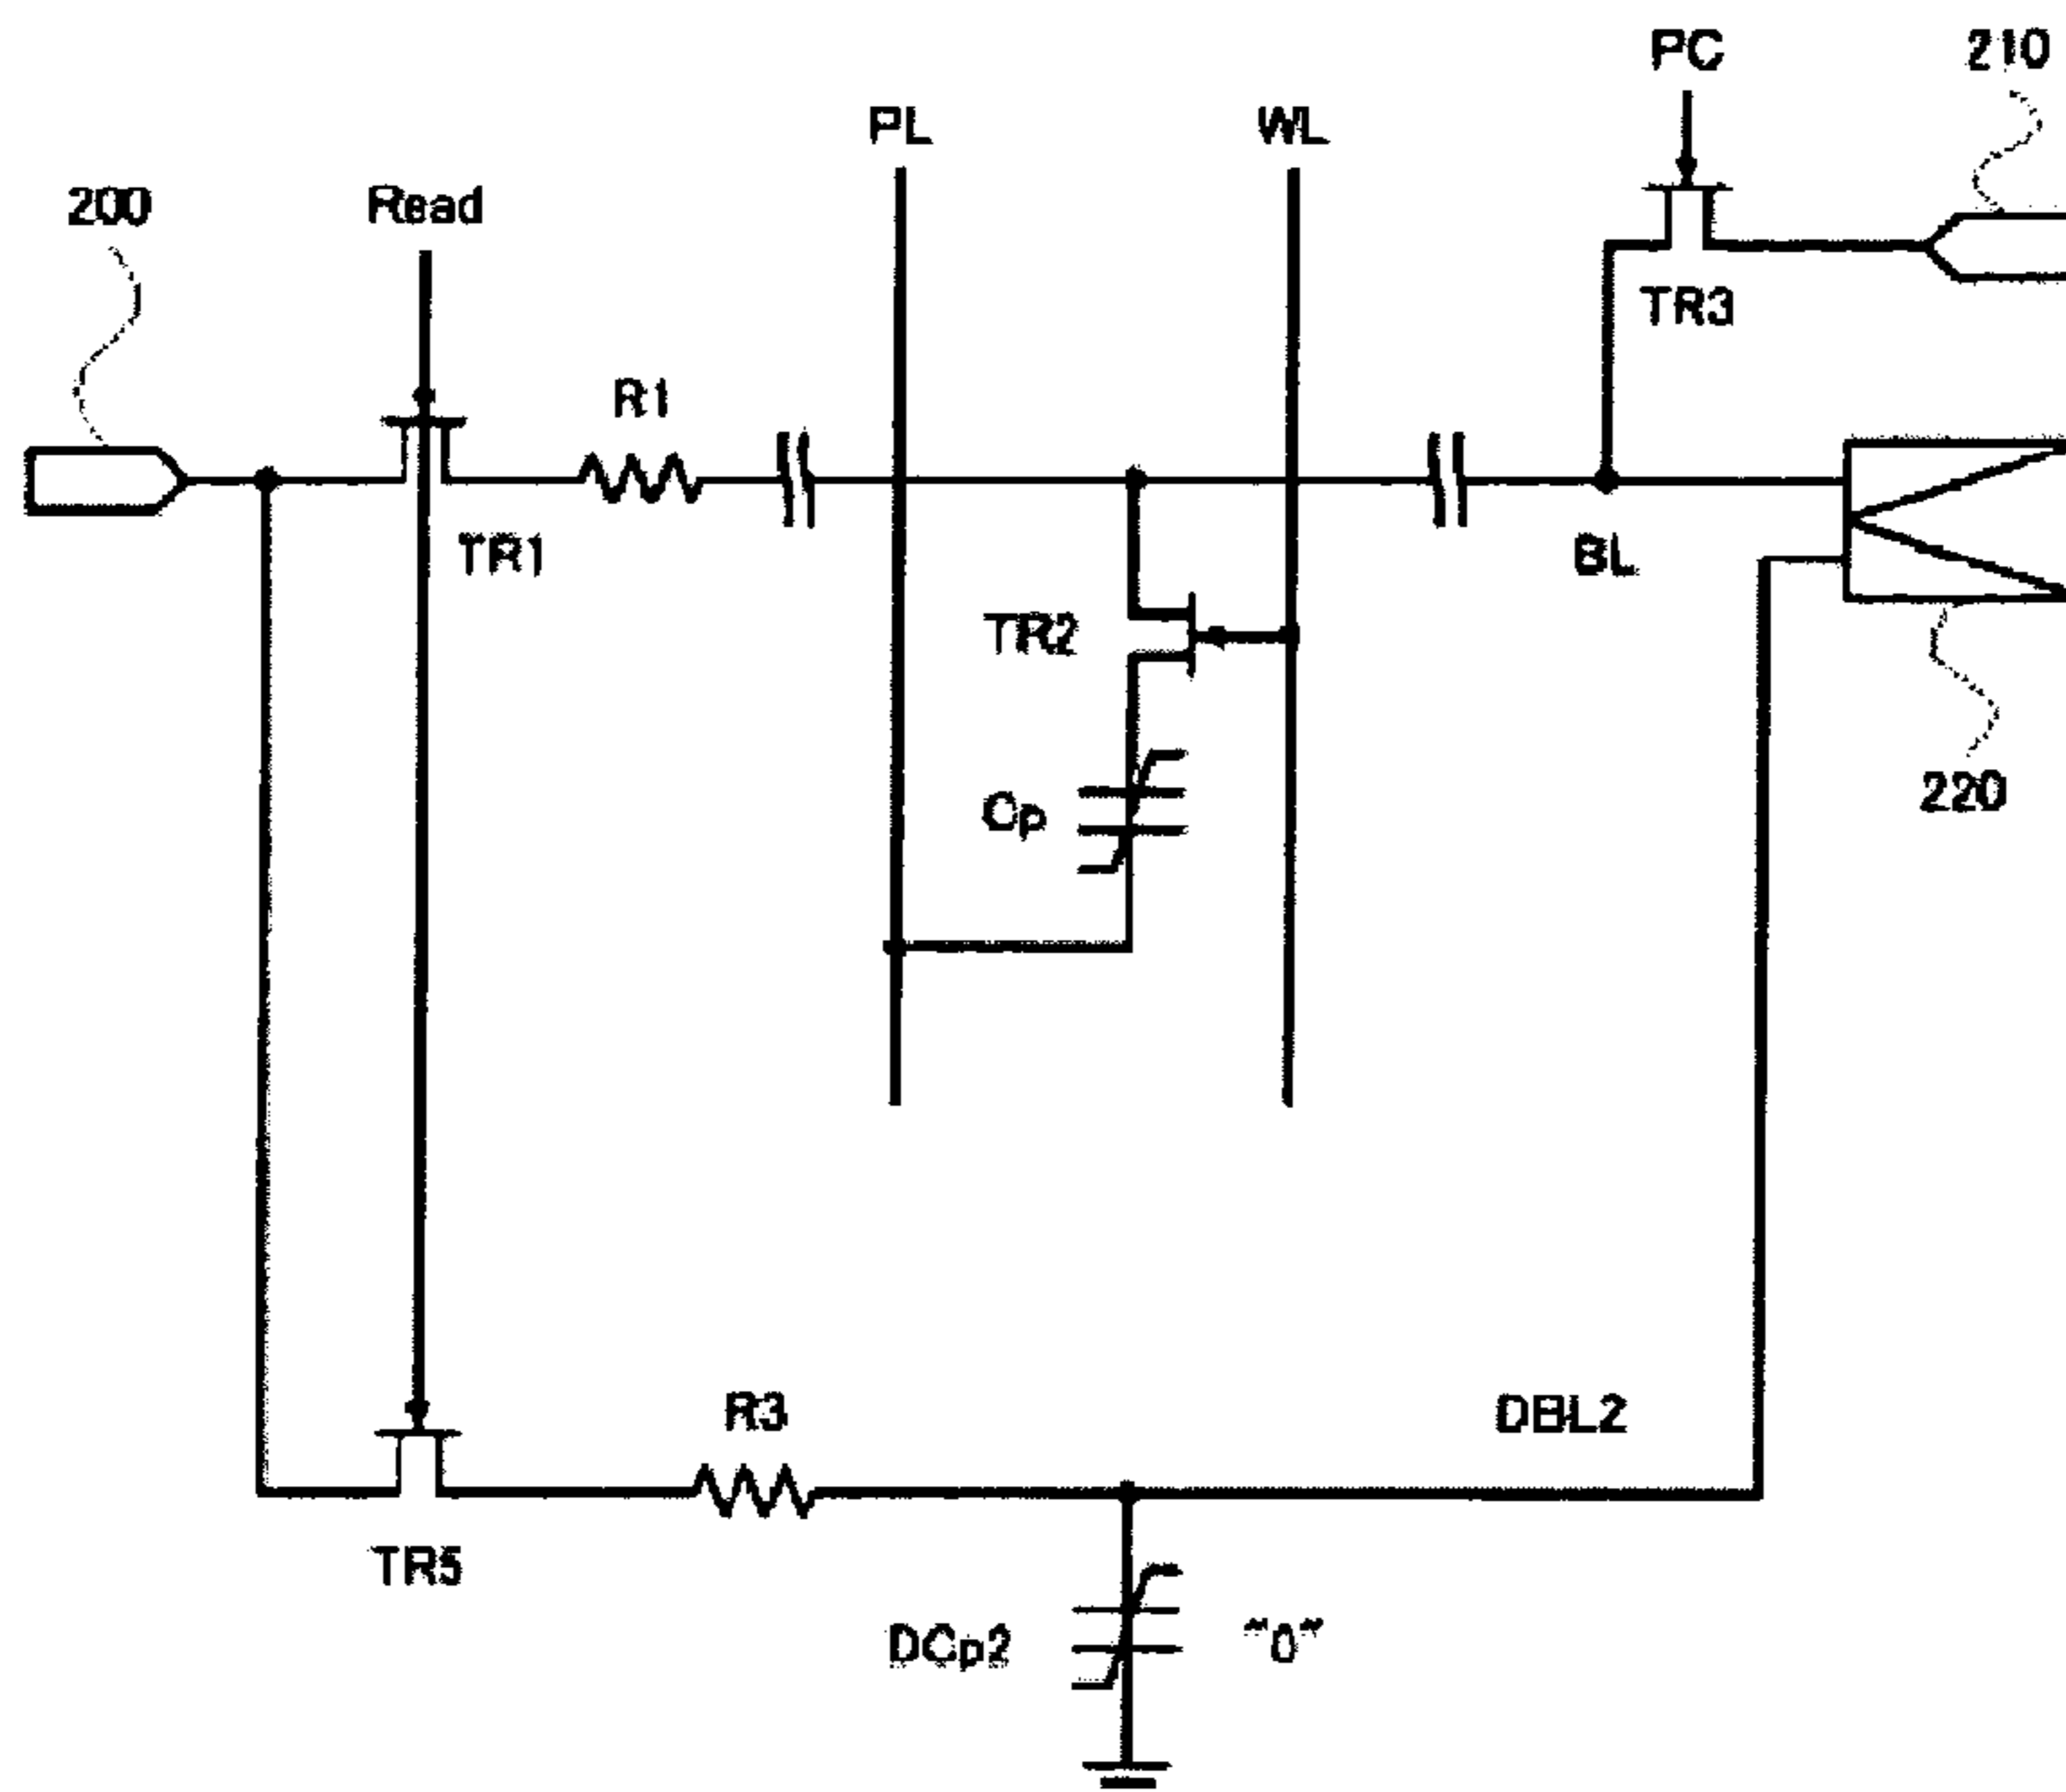 PC
210
PL
WL
200
Read
TR3
R1
TR1
BL
TR2
Cp
220
R3
DBL2
TR5
DCp2
"0"